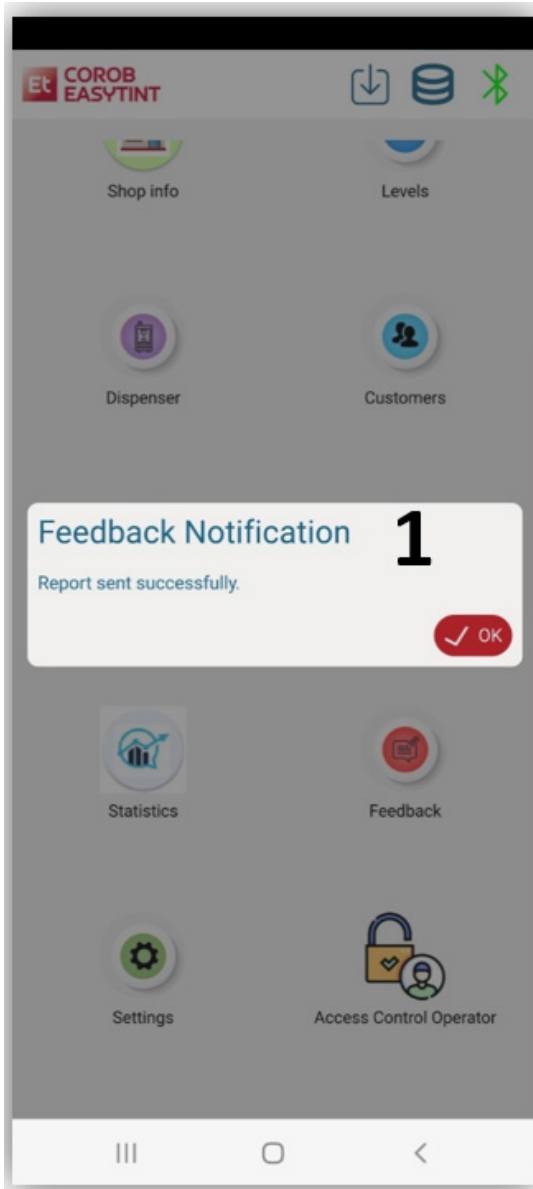 Et COROB
EASYTINT
Shop info
Levels
Dispenser
Customers
Feedback Notification 1
Report sent successfully.
OK
Statistics
Feedback
Settings
Access Control Operator